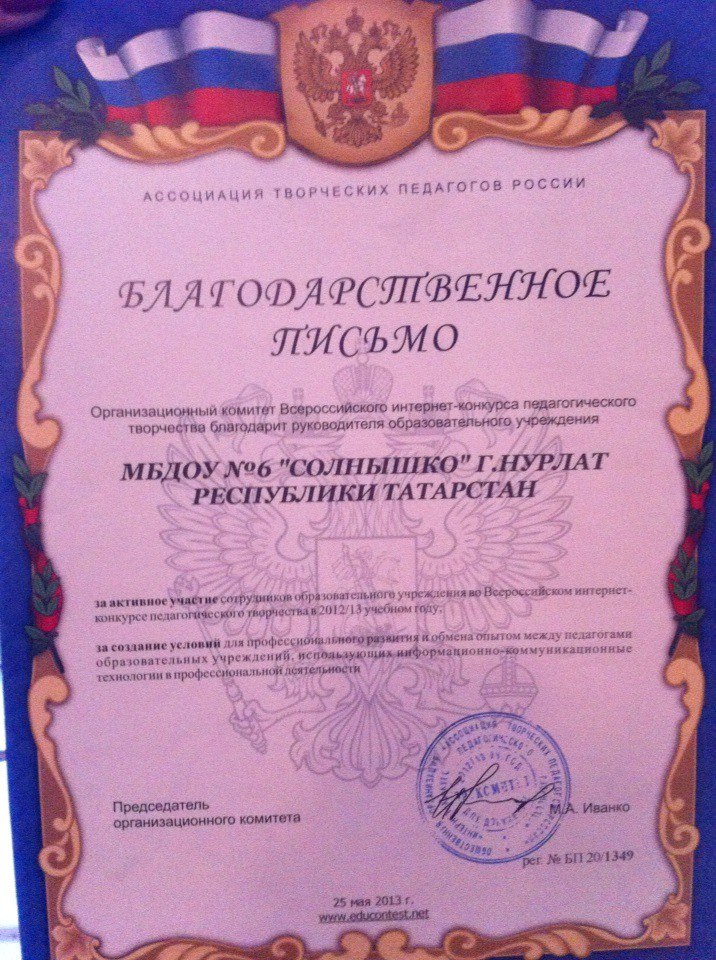 АССОЦИАЦИЯ ТВОРЧЕСКИХ ПЕДАГОГОВ РОССИИ
БЛАГОДАРСТВЕННОЕ
ПИСЬМО
Организационный комитет Всероссийского интернет-конкурса педагогического
творчества благодарит руководителя образовательного учреждения
МБДОУ №6 "СОЛНЫШКО" Г.НУРЛАТ
РЕСПУБЛИКИ ТАТАРСТАН
за активное участие сотрудников образовательного учреждения во Всероссийском интернет-
конкурсе педагогического творчества в 2012/13 учебном году;
за создание условий для профессионального развития и обмена опытом между педагогами
образовательных учреждений, использующих информационно-коммуникационные
технологии в профессиональной деятельности
Председатель
организационного комитета
М.А. Иванко
рег. № БП 20/1349
25 мая 2013 г.
www.educontest.net